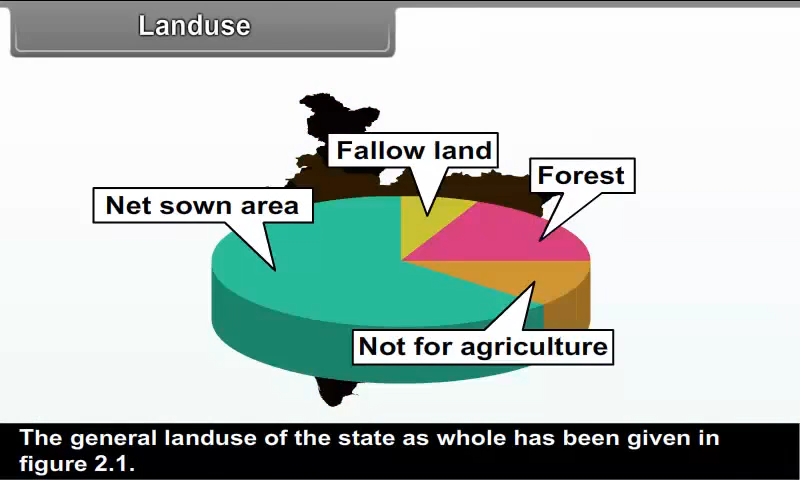 Landuse
Fallow land
Forest
Net sown area
Not for agriculture
The general landuse of the state as whole has been given in
figure 2.1.